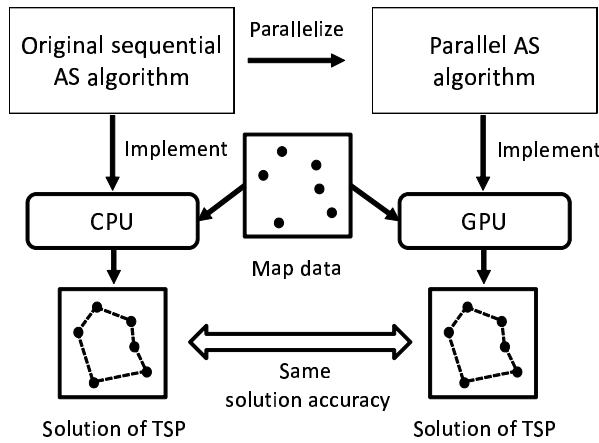 Original sequential
AS algorithm
Parallelize
Parallel AS
algorithm
Implement
Implement
CPU
GPU
Map data
Same
solution accuracy
Solution of TSP
Solution of TSP